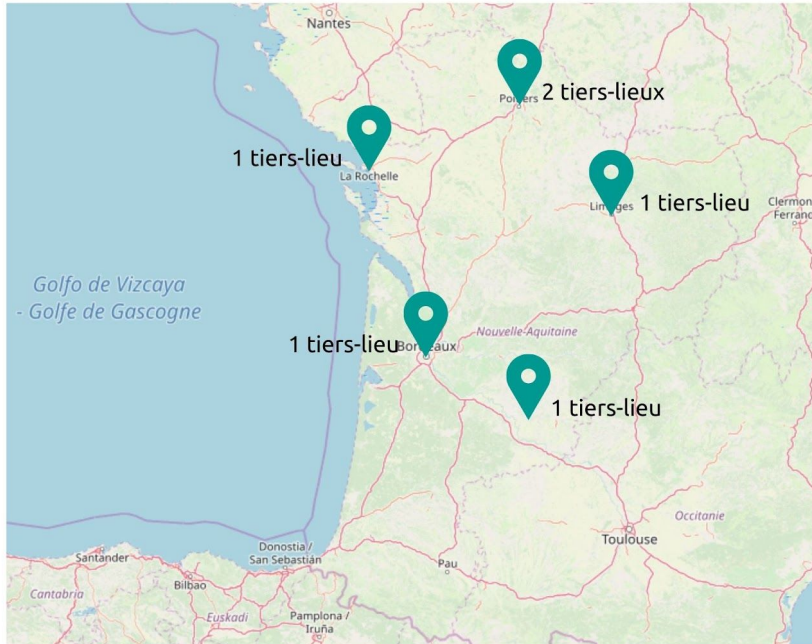 Nantes
2 tiers-lieux
Poitiers
1 tiers-lieu
La Rochelle
Limoges
1 tiers-lieu
Clermon
Ferrand
Golfo de Vizcaya
- Golfe de Gascogne
1 tiers-lieu
Bordeaux
Nouvelle-Aquitaine
1 tiers-lieu
Occitanie
Toulouse
Donostia /
San Sebastián
Santander
Pau
Bilbao
Cantabria
Euskadi
Pamplona /
Iruña